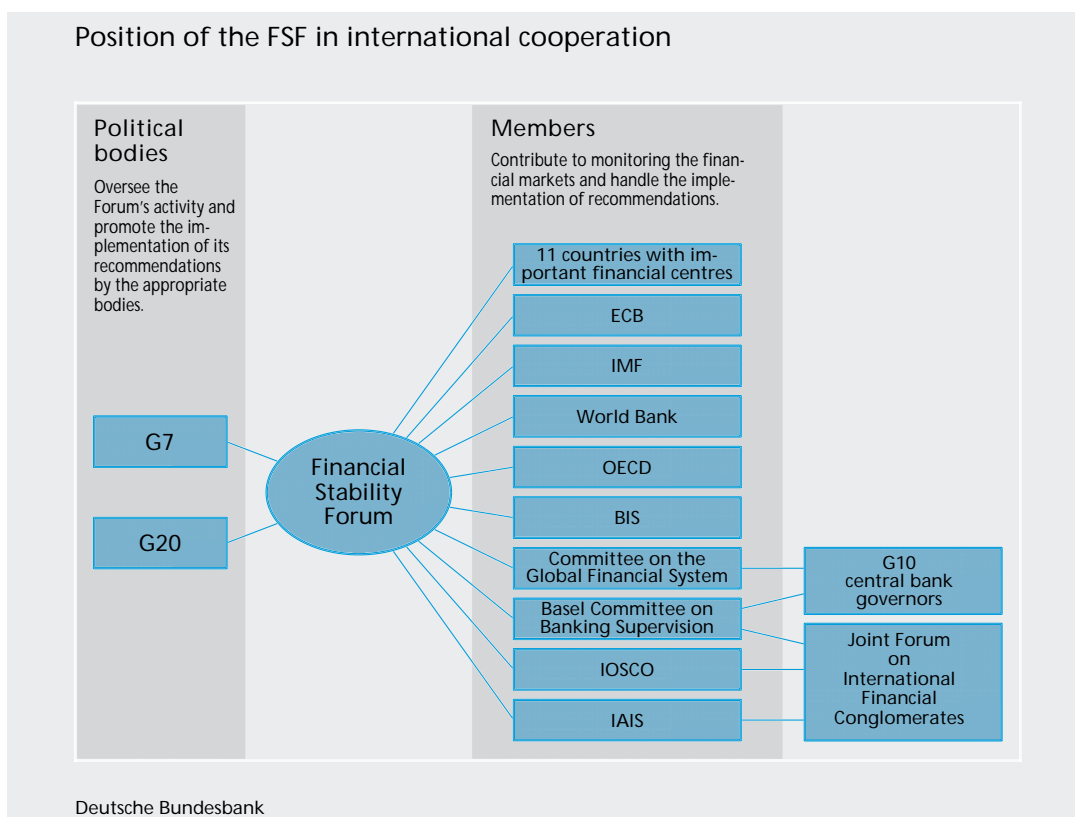 Position of the FSF in international cooperation
Political
bodies
Oversee the
Forum's activity and
promote the im-
plementation of its
recommendations
by the appropriate
bodies.
G7
G20
Financial
Stability
Forum
Members
Contribute to monitoring the finan-
cial markets and handle the imple-
mentation of recommendations.
11 countries with im-
portant financial centres
ECB
IMF
World Bank
OECD
BIS
Committee on the
Global Financial System
Basel Committee on
Banking Supervision
IOSCO
IAIS
G10
central bank
governors
Joint Forum
on
International
Financial
Conglomerates
Deutsche Bundesbank